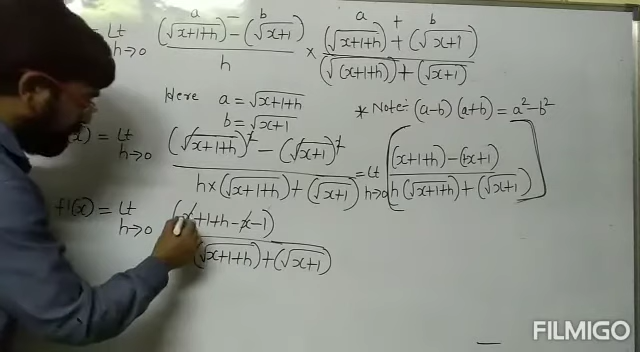 a - b a + b
= Lt h→0 (√x+1+h) - (√x+1) / h × (√x+1+h) + (√x+1) / (√(x+1+h)) + (√x+1)
Here a = √x+1+h
b = √x+1
* Note:- (a-b) (a+b) = a² - b²
(x) = Lt h→0 (√x+1+h)² - (√x+1)² / h×(√x+1+h) + (√x+1) = Lt h→0 [(x+1+h) - (x+1) / h(√x+1+h) + (√x+1)]
f1(x) = Lt h→0 (x+1+h-x-1) / (√x+1+h) + (√x+1)
FILMIGO